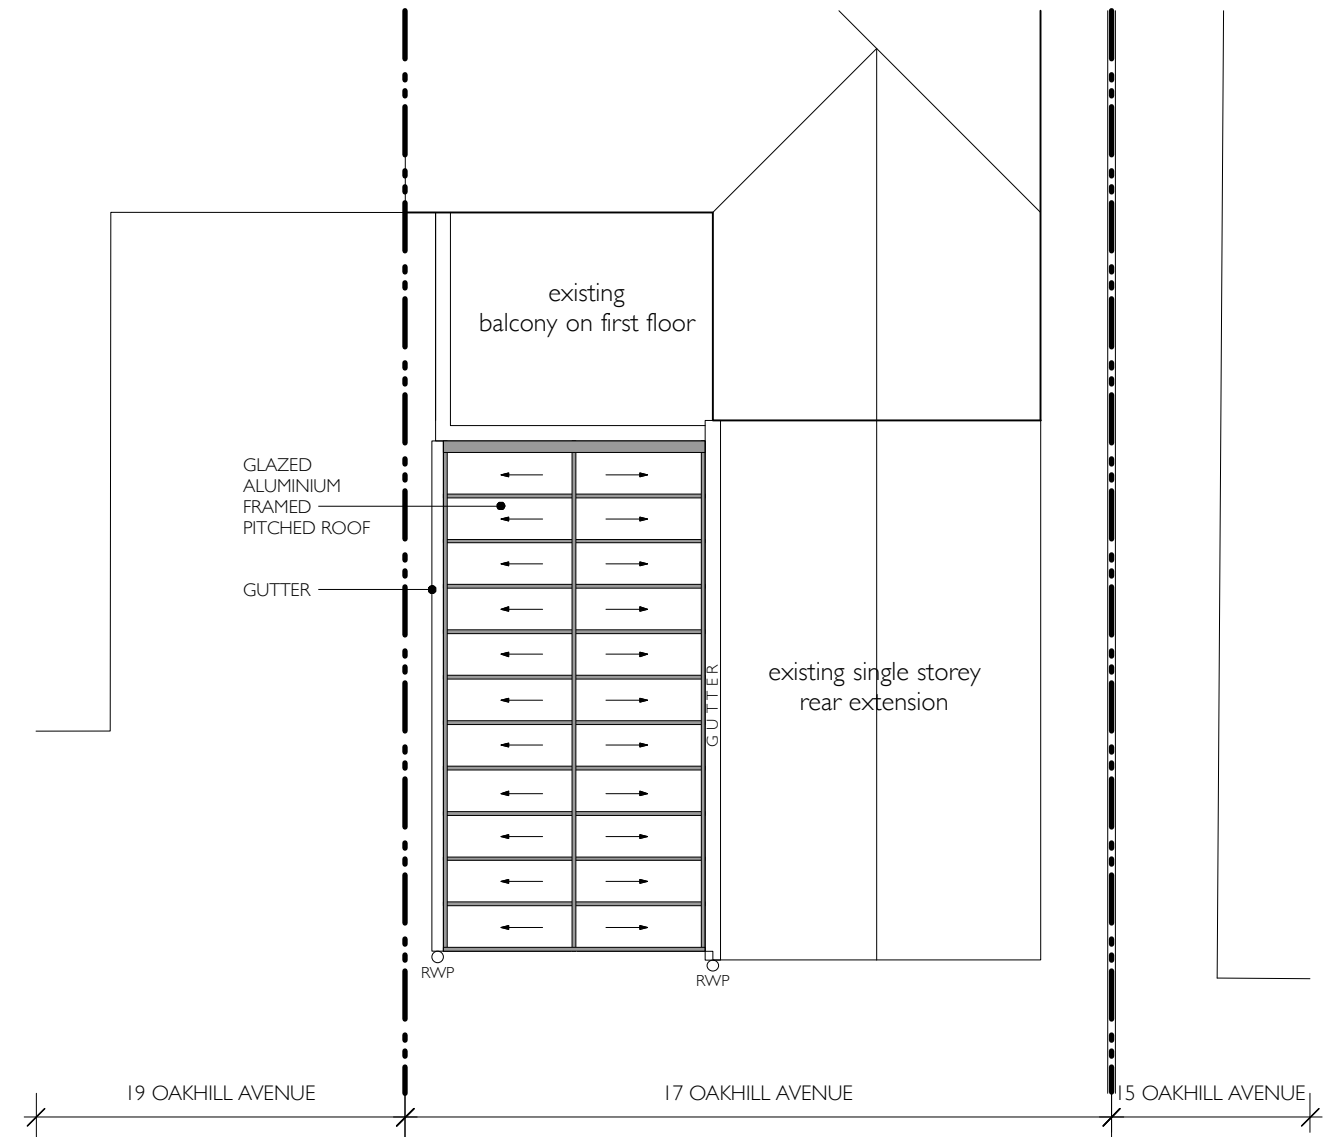 existing
balcony on first floor
GLAZED
ALUMINIUM
FRAMED
PITCHED ROOF
GUTTER
GUTTER
existing single storey
rear extension
RWP
RWP
19 OAKHILL AVENUE
17 OAKHILL AVENUE
15 OAKHILL AVENUE